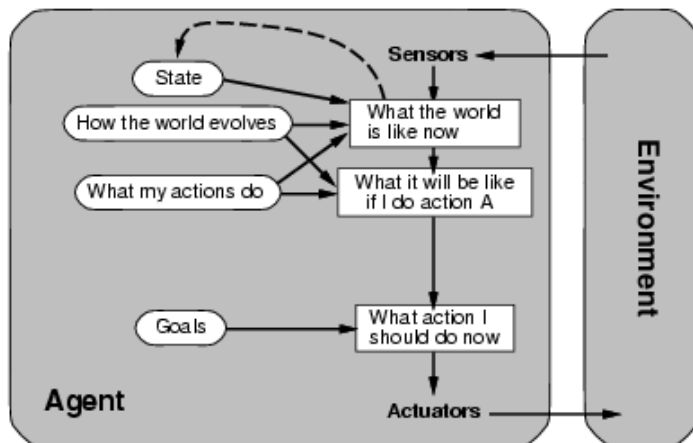 Sensors
State
What the world
is like now
How the world evolves
What it will be like
if I do action A
What my actions do
Environment
Goals
What action I
should do now
Agent
Actuators